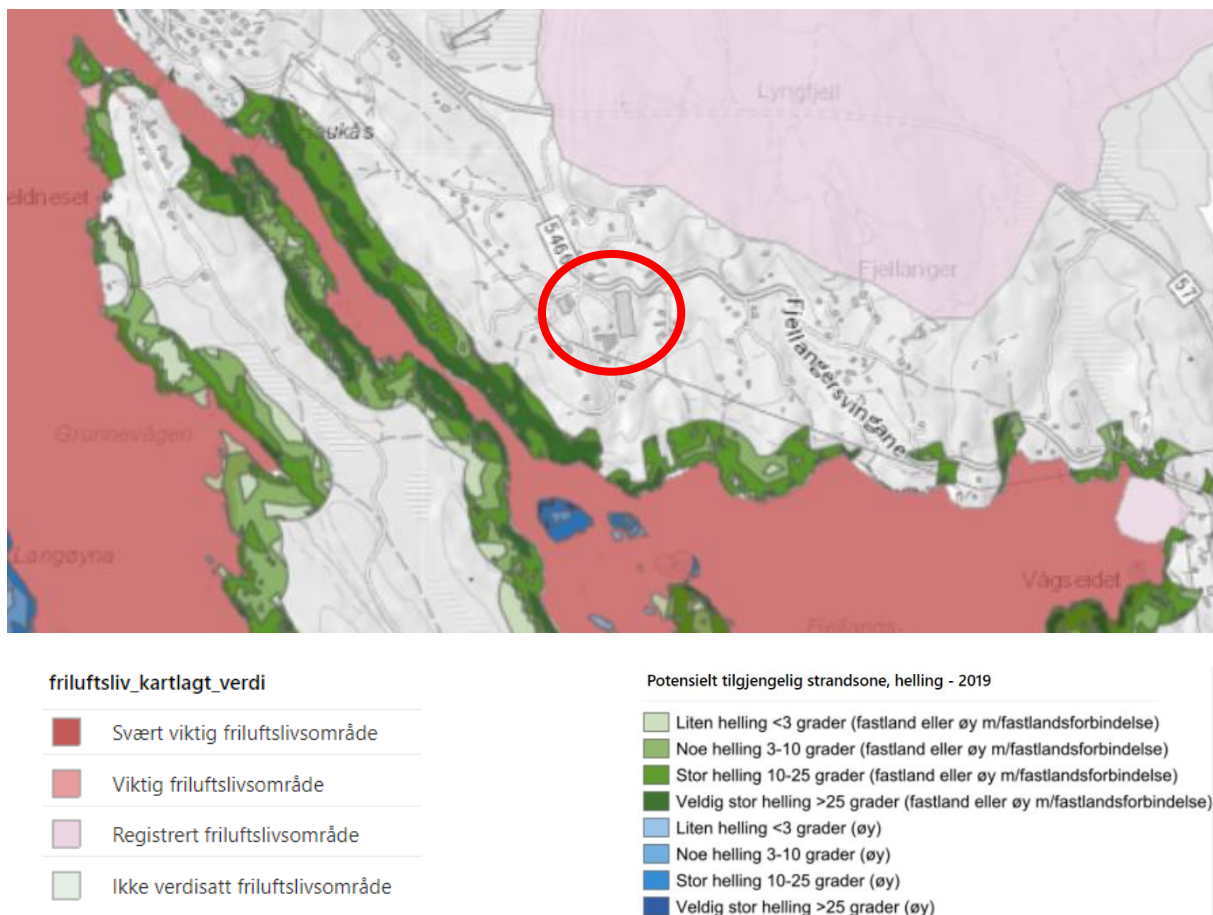 Lyngfjell
aukås
eldneset
5466
Fjellanger
57
Fjellangersvingane
Grunnevågen
Langøyna
Vågseidet
Fjellangs-
friluftsliv_kartlagt_verdi
Svært viktig friluftslivsområde
Viktig friluftslivsområde
Registrert friluftslivsområde
Ikke verdisatt friluftslivsområde
Potensielt tilgjengelig strandsone, helling - 2019
Liten helling <3 grader (fastland eller øy m/fastlandsforbindelse)
Noe helling 3-10 grader (fastland eller øy m/fastlandsforbindelse)
Stor helling 10-25 grader (fastland eller øy m/fastlandsforbindelse)
Veldig stor helling >25 grader (fastland eller øy m/fastlandsforbindelse)
Liten helling <3 grader (øy)
Noe helling 3-10 grader (øy)
Stor helling 10-25 grader (øy)
Veldig stor helling >25 grader (øy)